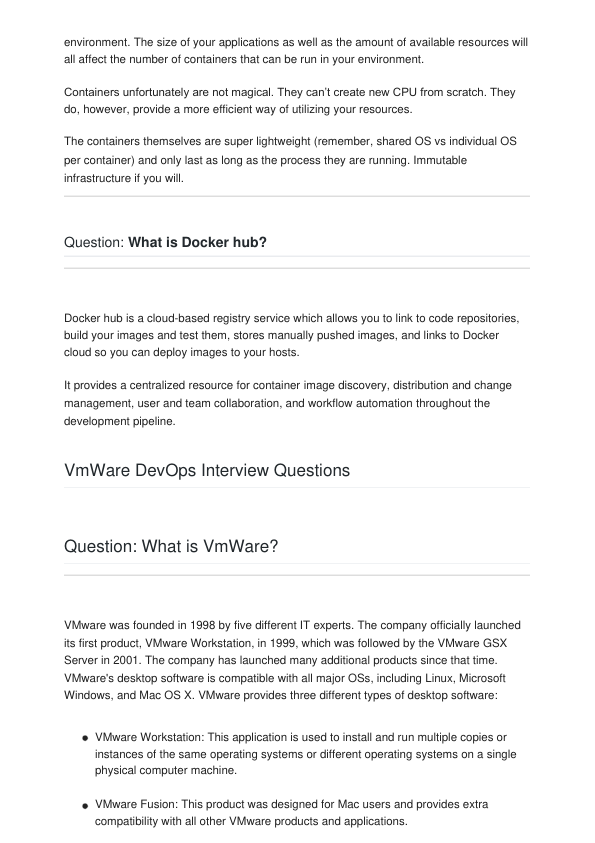 environment. The size of your applications as well as the amount of available resources will
all affect the number of containers that can be run in your environment.
Containers unfortunately are not magical. They can't create new CPU from scratch. They
do, however, provide a more efficient way of utilizing your resources.
The containers themselves are super lightweight (remember, shared OS vs individual OS
per container) and only last as long as the process they are running. Immutable
infrastructure if you will.
Question: What is Docker hub?
Docker hub is a cloud-based registry service which allows you to link to code repositories,
build your images and test them, stores manually pushed images, and links to Docker
cloud so you can deploy images to your hosts.
It provides a centralized resource for container image discovery, distribution and change
management, user and team collaboration, and workflow automation throughout the
development pipeline.
VmWare DevOps Interview Questions
Question: What is VmWare?
VMware was founded in 1998 by five different IT experts. The company officially launched
its first product, VMware Workstation, in 1999, which was followed by the VMware GSX
Server in 2001. The company has launched many additional products since that time.
VMware's desktop software is compatible with all major OSs, including Linux, Microsoft
Windows, and Mac OS X. VMware provides three different types of desktop software:
● VMware Workstation: This application is used to install and run multiple copies or
instances of the same operating systems or different operating systems on a single
physical computer machine.
● VMware Fusion: This product was designed for Mac users and provides extra
compatibility with all other VMware products and applications.